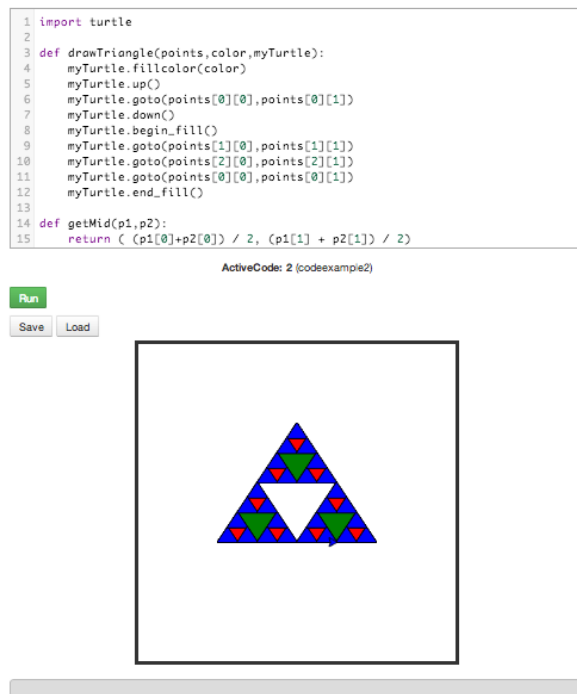 1 import turtle
2
3 def drawTriangle(points,color,myTurtle):
4     myTurtle.fillcolor(color)
5     myTurtle.up()
6     myTurtle.goto(points[0][0],points[0][1])
7     myTurtle.down()
8     myTurtle.begin_fill()
9     myTurtle.goto(points[1][0],points[1][1])
10     myTurtle.goto(points[2][0],points[2][1])
11     myTurtle.goto(points[0][0],points[0][1])
12     myTurtle.end_fill()
13
14 def getMid(p1,p2):
15     return ( (p1[0]+p2[0]) / 2, (p1[1] + p2[1]) / 2)
ActiveCode: 2 (codeexample2)
Run
Save Load